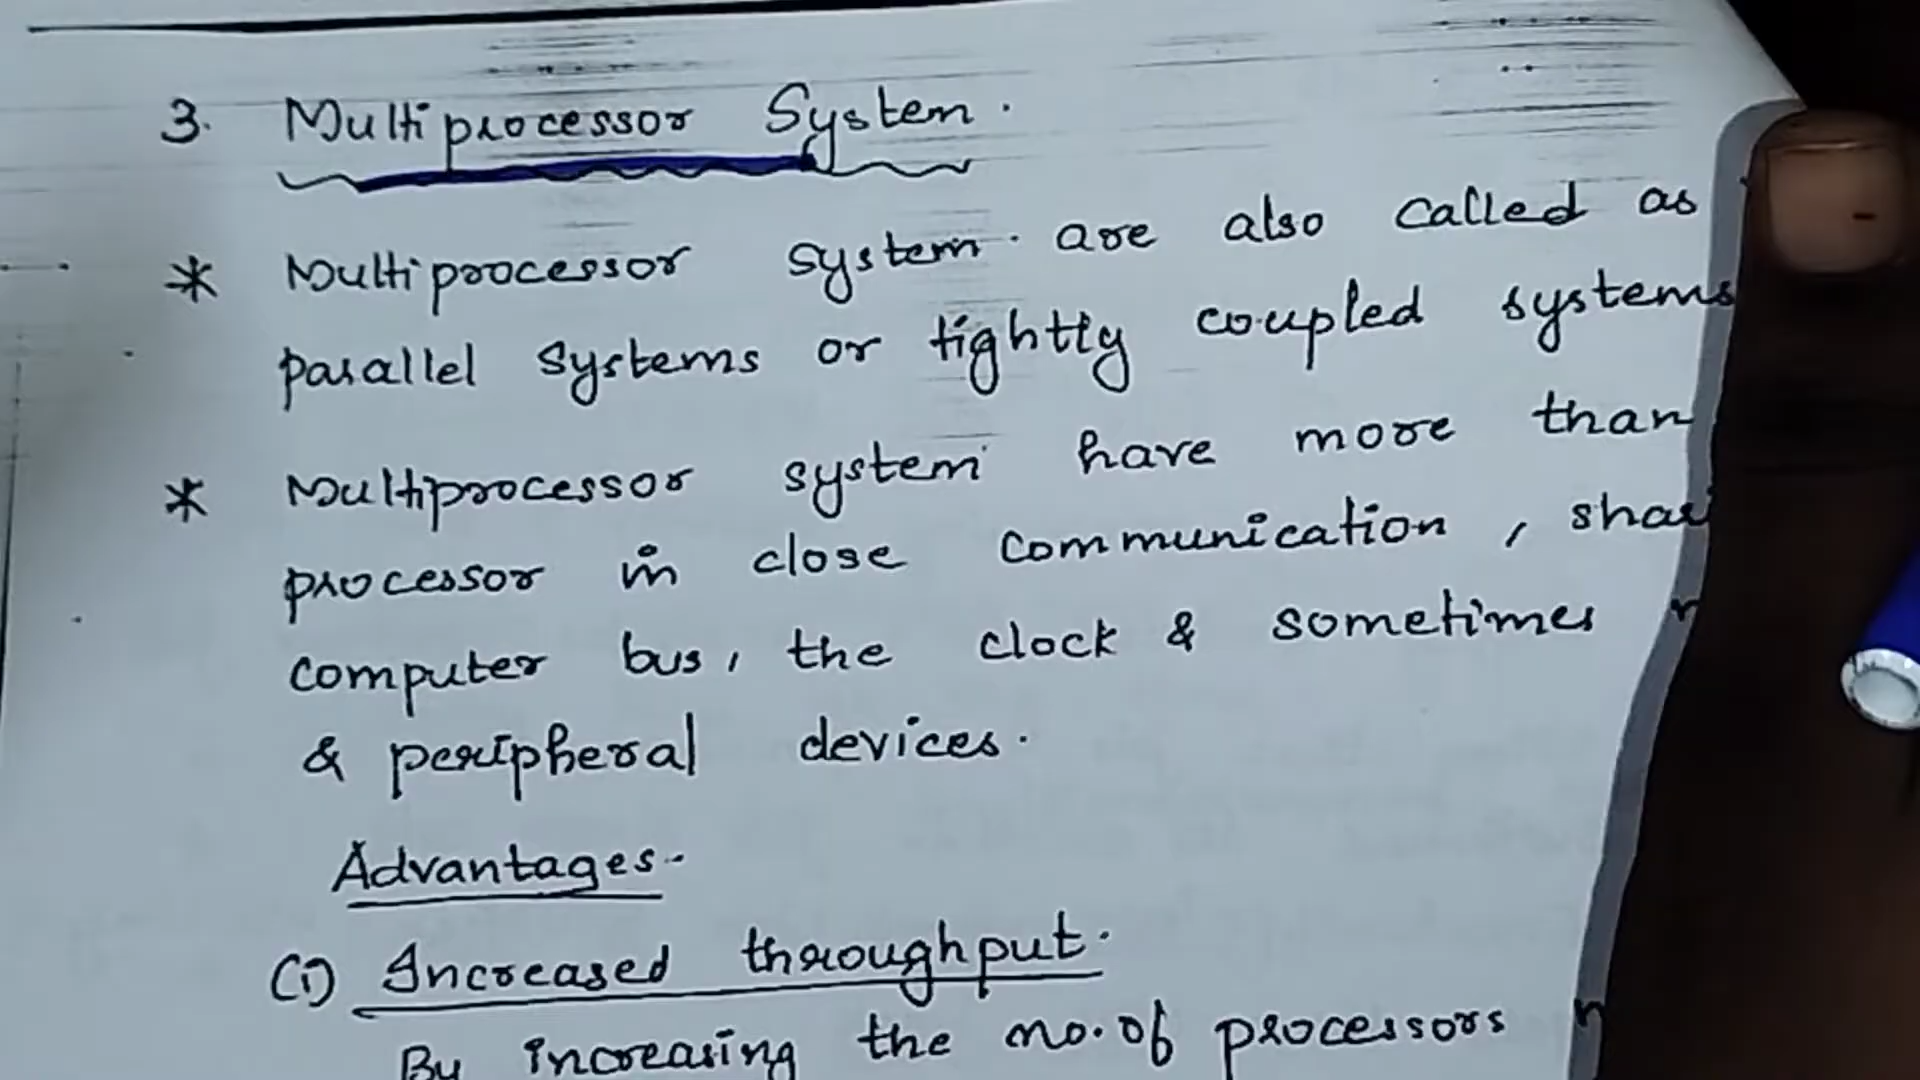 3. Multiprocessor System.
* Multiprocessor system are also called as
parallel systems or tightly coupled systems
* Multiprocessor system have more than
processor in close communication,
computer bus, the clock & sometimes
& peripheral devices.
Advantages-
(i) Increased throughput.
By increasing the no. of processors